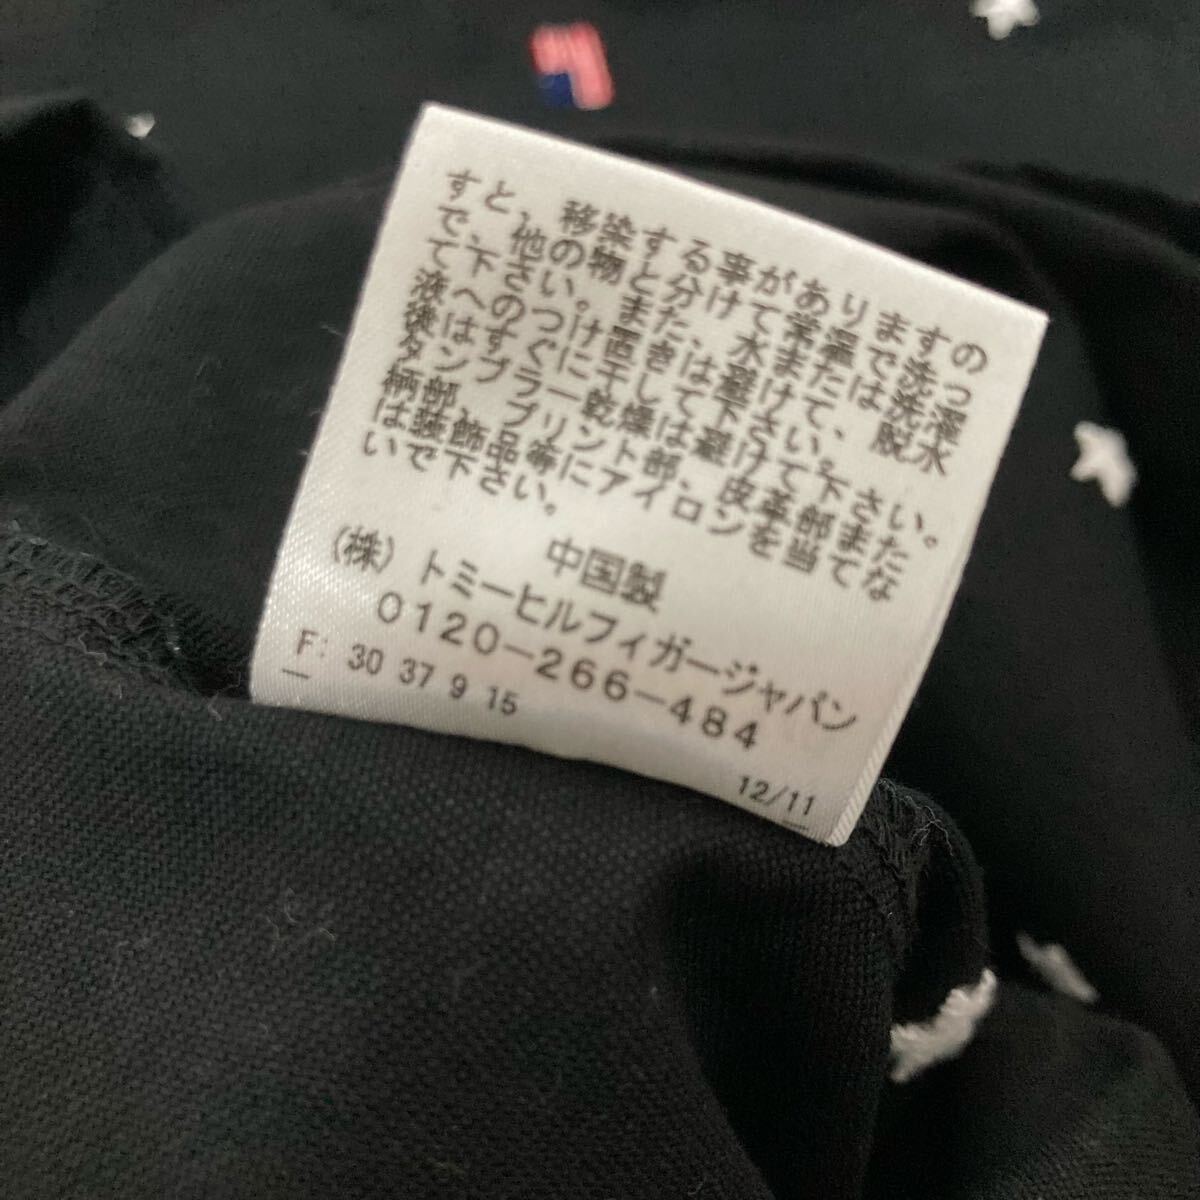 すと、移染する事がありますの
で、他の物と分けて常温で洗っ
て下さい。また、水または洗濯
液へのつけ置きは避けて、脱水
後はすぐに干して下さい。
タンブラー乾燥は避けて下さい。
柄部、プリント部、皮革部また
は装飾品等にアイロンを当てな
いで下さい。
中国製
(株)トミーヒルフィガージャパン
0120-266-484
F: 30 37 9 15
12/11